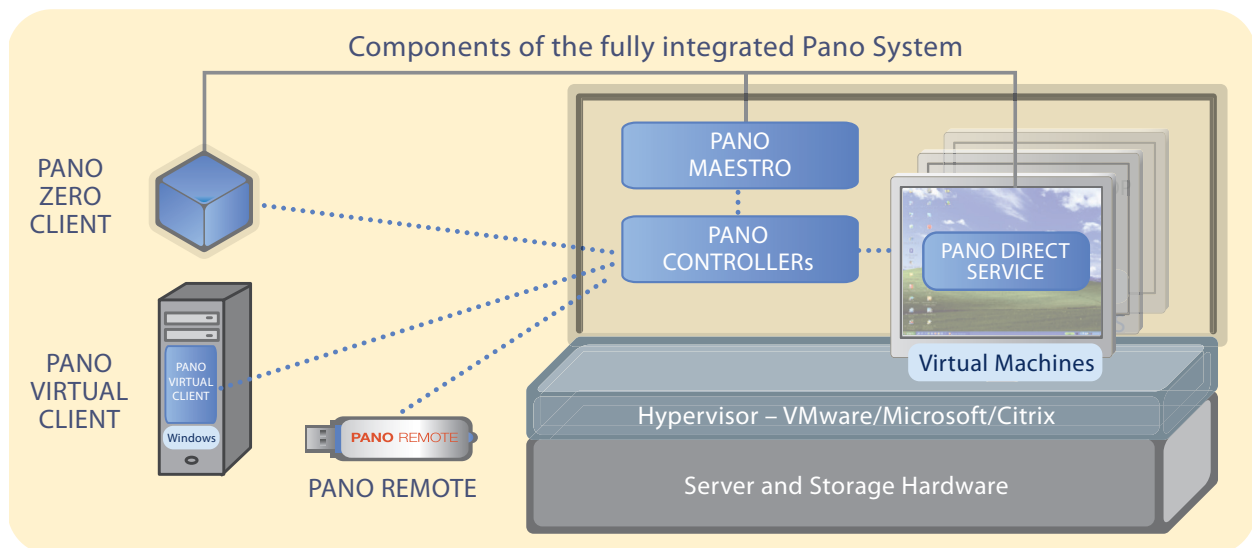 Components of the fully integrated Pano System
PANO
ZERO
CLIENT
PANO
MAESTRO
PANO
CONTROLLERs
PANO DIRECT
SERVICE
Virtual Machines
PANO
VIRTUAL
CLIENT
PANO
VIRTUAL
CLIENT
Windows
PANO REMOTE
PANO REMOTE
Hypervisor – VMware/Microsoft/Citrix
Server and Storage Hardware